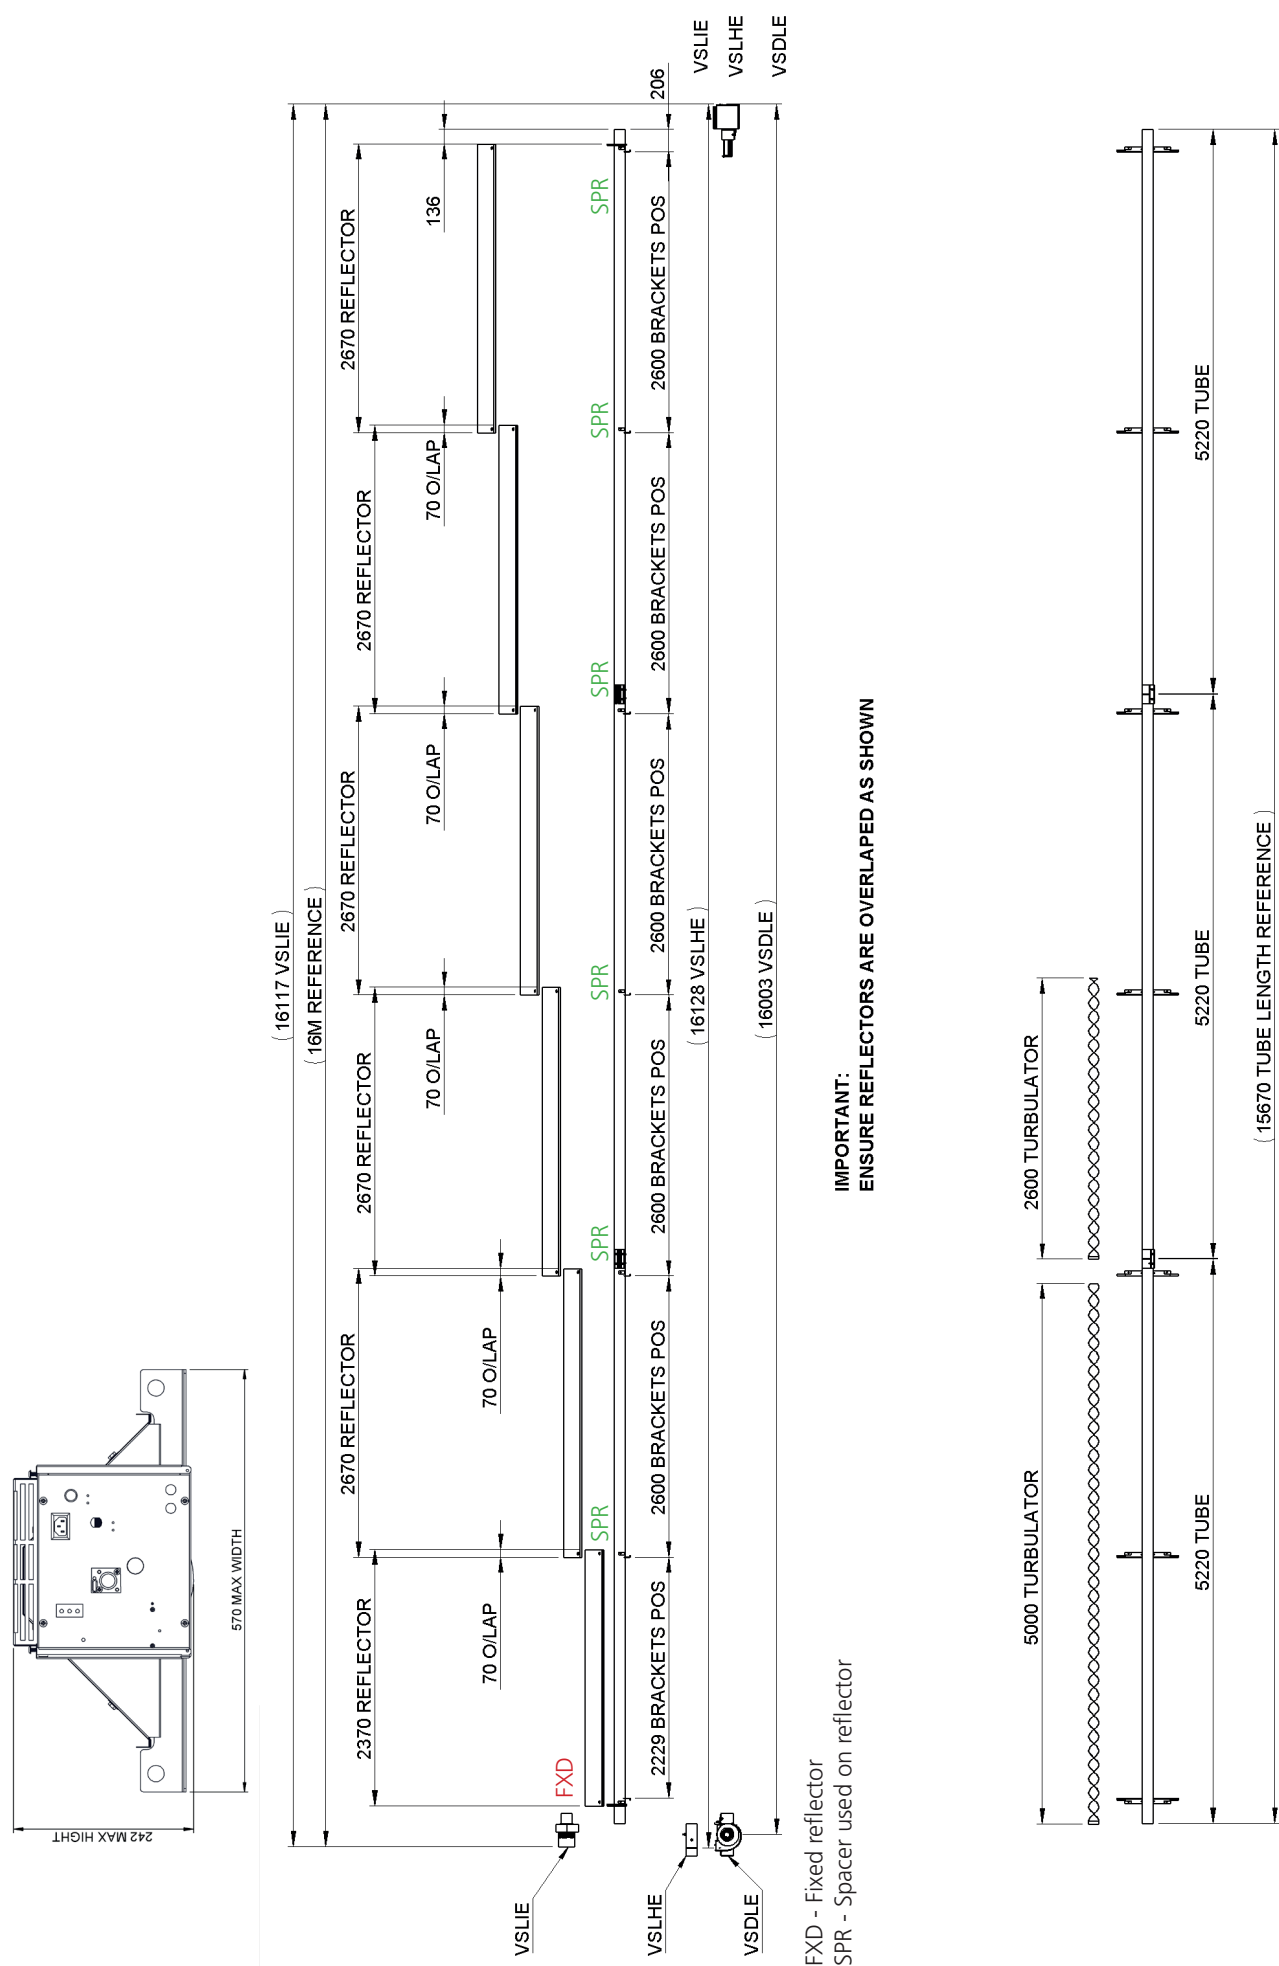 242 MAX HIGHT
570 MAX WIDTH
( 16117 VSLIE )
( 16M REFERENCE )
2370 REFLECTOR
2670 REFLECTOR
2670 REFLECTOR
2670 REFLECTOR
2670 REFLECTOR
2670 REFLECTOR
70 O/LAP
70 O/LAP
70 O/LAP
70 O/LAP
70 O/LAP
136
VSLIE
FXD
SPR
SPR
SPR
SPR
SPR
SPR
2229 BRACKETS POS
2600 BRACKETS POS
2600 BRACKETS POS
2600 BRACKETS POS
2600 BRACKETS POS
2600 BRACKETS POS
206
VSLHE
( 16128 VSLHE )
VSLIE
VSLHE
VSDLE
( 16003 VSDLE )
VSDLE
FXD - Fixed reflector
SPR - Spacer used on reflector
IMPORTANT:
ENSURE REFLECTORS ARE OVERLAPED AS SHOWN
5000 TURBULATOR
2600 TURBULATOR
5220 TUBE
5220 TUBE
5220 TUBE
( 15670 TUBE LENGTH REFERENCE )